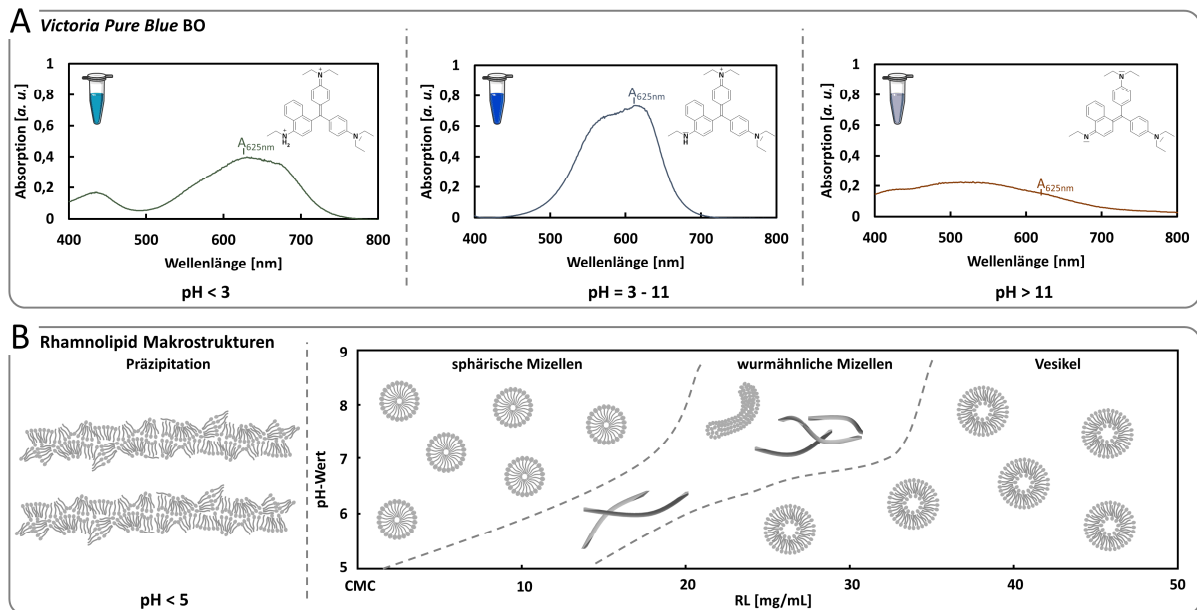 A
Victoria Pure Blue BO
Absorption [a. u.]
1
0,8
0,6
0,4
0,2
0
A625nm
N
+
+
N
H2
N
400
500
600
700
800
Wellenlänge [nm]
pH < 3
Absorption [a. u.]
1
0,8
0,6
0,4
0,2
0
A625nm
N
+
N
H
N
400
500
600
700
800
Wellenlänge [nm]
pH = 3 - 11
Absorption [a. u.]
1
0,8
0,6
0,4
0,2
0
A625nm
N
N
N
400
500
600
700
800
Wellenlänge [nm]
pH > 11
B
Rhamnolipid Makrostrukturen
Präzipitation
pH < 5
sphärische Mizellen
wurmähnliche Mizellen
Vesikel
pH-Wert
9
8
7
6
5
CMC
10
20
30
40
50
RL [mg/mL]